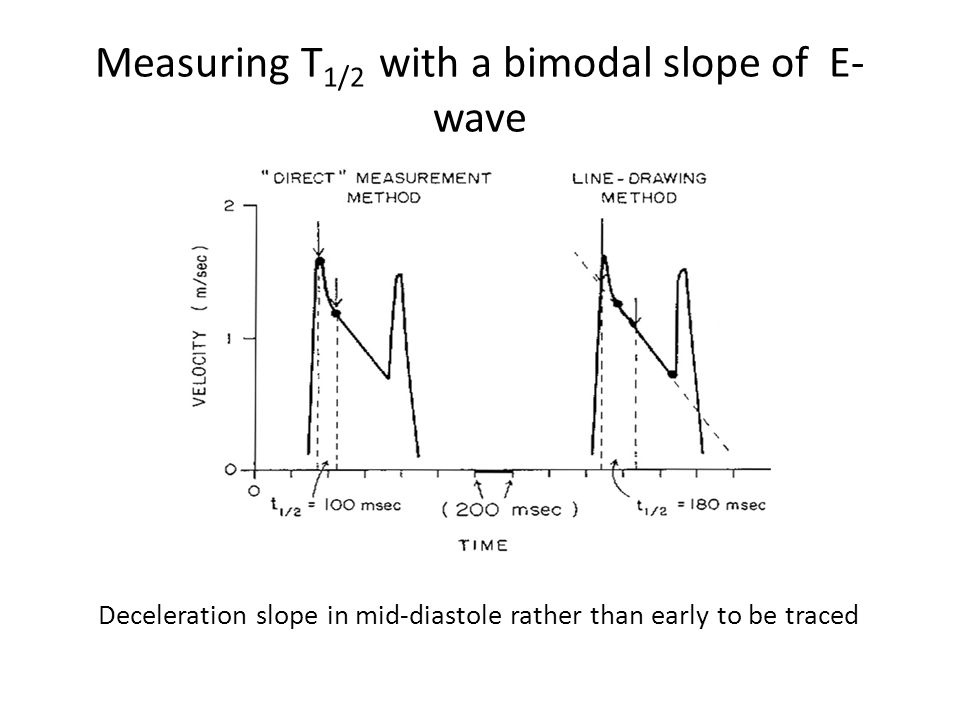 Measuring T1/2 with a bimodal slope of E-
wave
"DIRECT" MEASUREMENT
METHOD
LINE-DRAWING
METHOD
2
1
0
VELOCITY (m/sec)
0
t1/2 = 100 msec
(200 msec)
t1/2 = 180 msec
TIME
Deceleration slope in mid-diastole rather than early to be traced